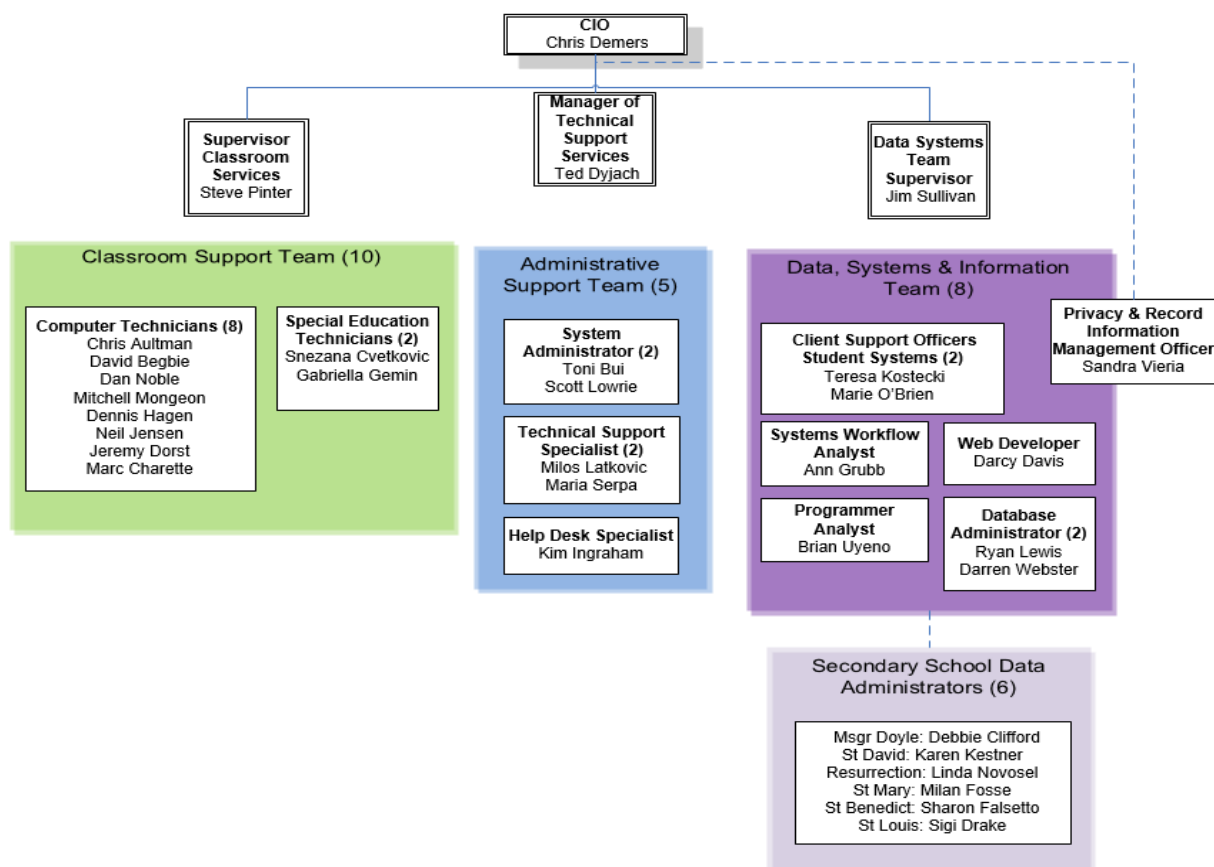 CIO
Chris Demers
Supervisor
Classroom
Services
Steve Pinter
Manager of
Technical
Support
Services
Ted Dyjach
Data Systems
Team
Supervisor
Jim Sullivan
Classroom Support Team (10)
Computer Technicians (8)
Chris Aultman
David Begbie
Dan Noble
Mitchell Mongeon
Dennis Hagen
Neil Jensen
Jeremy Dorst
Marc Charette
Special Education
Technicians (2)
Snezana Cvetkovic
Gabriella Gemin
Administrative
Support Team (5)
System
Administrator (2)
Toni Bui
Scott Lowrie
Technical Support
Specialist (2)
Milos Latkovic
Maria Serpa
Help Desk Specialist
Kim Ingraham
Data, Systems & Information
Team (8)
Client Support Officers
Student Systems (2)
Teresa Kostecki
Marie O'Brien
Systems Workflow
Analyst
Ann Grubb
Web Developer
Darcy Davis
Programmer
Analyst
Brian Uyeno
Database
Administrator (2)
Ryan Lewis
Darren Webster
Privacy & Record
Information
Management Officer
Sandra Vieria
Secondary School Data
Administrators (6)
Msgr Doyle: Debbie Clifford
St David: Karen Kestner
Resurrection: Linda Novosel
St Mary: Milan Fosse
St Benedict: Sharon Falsetto
St Louis: Sigi Drake